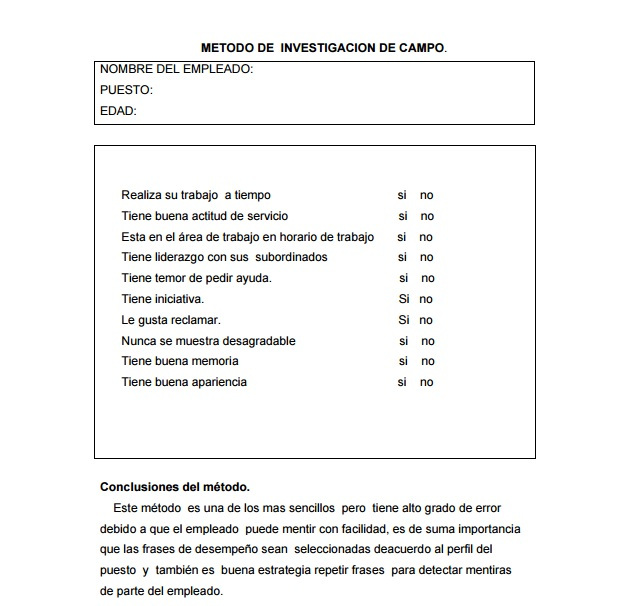 METODO DE INVESTIGACION DE CAMPO.
NOMBRE DEL EMPLEADO:
PUESTO:
EDAD:
Realiza su trabajo a tiempo si no
Tiene buena actitud de servicio si no
Esta en el área de trabajo en horario de trabajo si no
Tiene liderazgo con sus subordinados si no
Tiene temor de pedir ayuda. si no
Tiene iniciativa. Si no
Le gusta reclamar. Si no
Nunca se muestra desagradable si no
Tiene buena memoria si no
Tiene buena apariencia si no
Conclusiones del método.
Este método es una de los mas sencillos pero tiene alto grado de error
debido a que el empleado puede mentir con facilidad, es de suma importancia
que las frases de desempeño sean seleccionadas deacuerdo al perfil del
puesto y también es buena estrategia repetir frases para detectar mentiras
de parte del empleado.